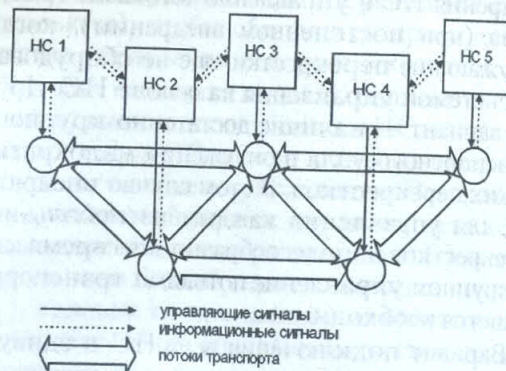 НС 1
НС 2
НС 3
НС 4
НС 5
управляющие сигналы
информационные сигналы
потоки транспорта